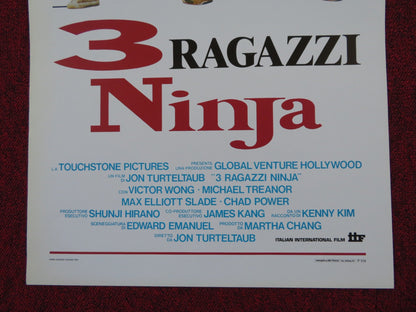 3 RAGAZZI
Ninja
LA TOUCHSTONE PICTURES PRESENTA UNA PRODUZIONE GLOBAL VENTURE HOLLYWOOD
UN FILM DI JON TURTELTAUB "3 RAGAZZI NINJA"
CON VICTOR WONG · MICHAEL TREANOR
MAX ELLIOTT SLADE · CHAD POWER
PRODUTTORE ESECUTIVO SHUNJI HIRANO CO-PRODUTTORE ESECUTIVO JAMES KANG DA UN RACCONTO DI KENNY KIM
SCENEGGIATURA DI EDWARD EMANUEL PRODOTTO DA MARTHA CHANG
DIRETTO DA JON TURTELTAUB
ITALIAN INTERNATIONAL FILM iif